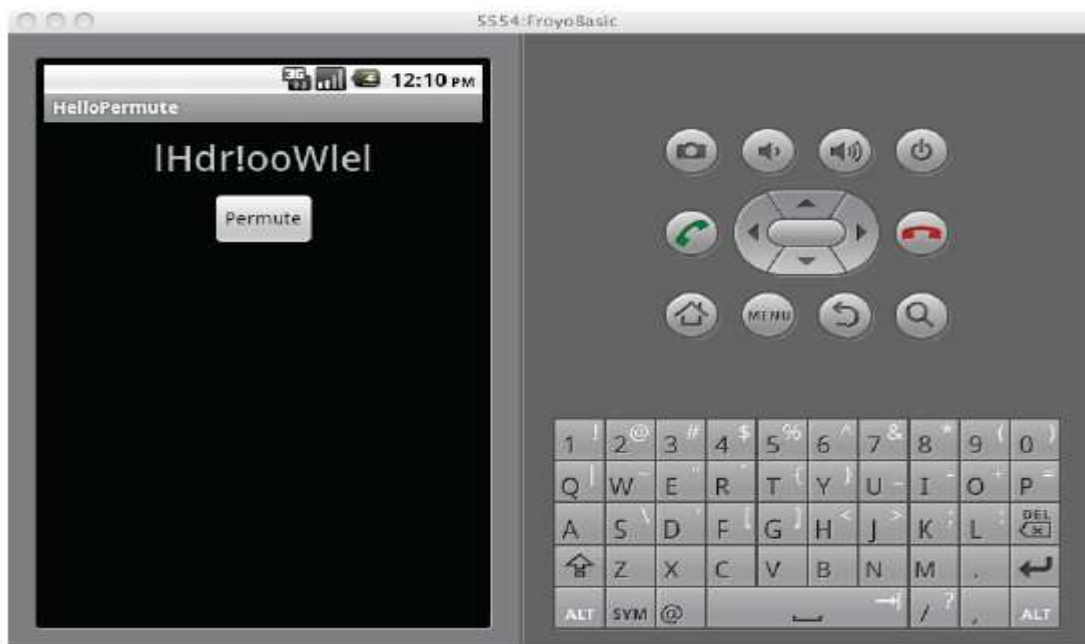 5554:FroyoBasic
3G
12:10 PM
HelloPermute
lHdr!ooWlel
Permute
MENU
1 ! 2 @ 3 # 4 $ 5 % 6 ^ 7 & 8 * 9 ( 0 )
Q | W ~ E " R ` T { Y } U _ I - O + P =
A S \ D ' F [ G ] H < J > K ; L : DEL
Z X C V B N M .
ALT SYM @ / ? , ALT